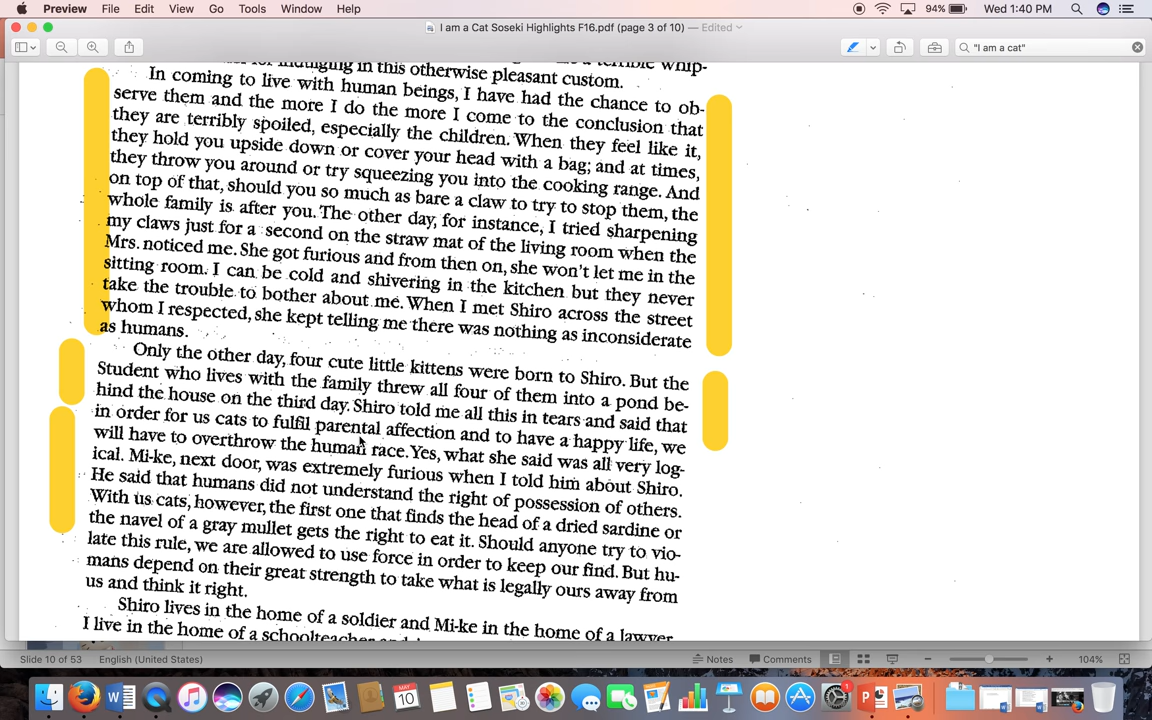 Preview File Edit View Go Tools Window Help 94% Wed 1:40 PM
I am a Cat Soseki Highlights F16.pdf (page 3 of 10) — Edited
"I am a cat"
indulging in this otherwise pleasant custom. whip-
In coming to live with human beings, I have had the chance to ob-
serve them and the more I do the more I come to the conclusion that
they are terribly spoiled, especially the children. When they feel like it,
they hold you upside down or cover your head with a bag; and at times,
they throw you around or try squeezing you into the cooking range. And
on top of that, should you so much as bare a claw to try to stop them, the
whole family is after you. The other day, for instance, I tried sharpening
my claws just for a second on the straw mat of the living room when the
Mrs. noticed me. She got furious and from then on, she won't let me in the
sitting room. I can be cold and shivering in the kitchen but they never
take the trouble to bother about me. When I met Shiro across the street
whom I respected, she kept telling me there was nothing as inconsiderate
as humans.
Only the other day, four cute little kittens were born to Shiro. But the
Student who lives with the family threw all four of them into a pond be-
hind the house on the third day. Shiro told me all this in tears and said that
in order for us cats to fulfil parental affection and to have a happy life, we
will have to overthrow the human race. Yes, what she said was all very log-
ical. Mi-ke, next door, was extremely furious when I told him about Shiro.
He said that humans did not understand the right of possession of others.
With us cats, however, the first one that finds the head of a dried sardine or
the navel of a gray mullet gets the right to eat it. Should anyone try to vio-
late this rule, we are allowed to use force in order to keep our find. But hu-
mans depend on their great strength to take what is legally ours away from
us and think it right.
Shiro lives in the home of a soldier and Mi-ke in the home of a lawyer.
I live in the home of a schoolteacher and
Slide 10 of 53 English (United States) Notes Comments 104%
MAY
10
1